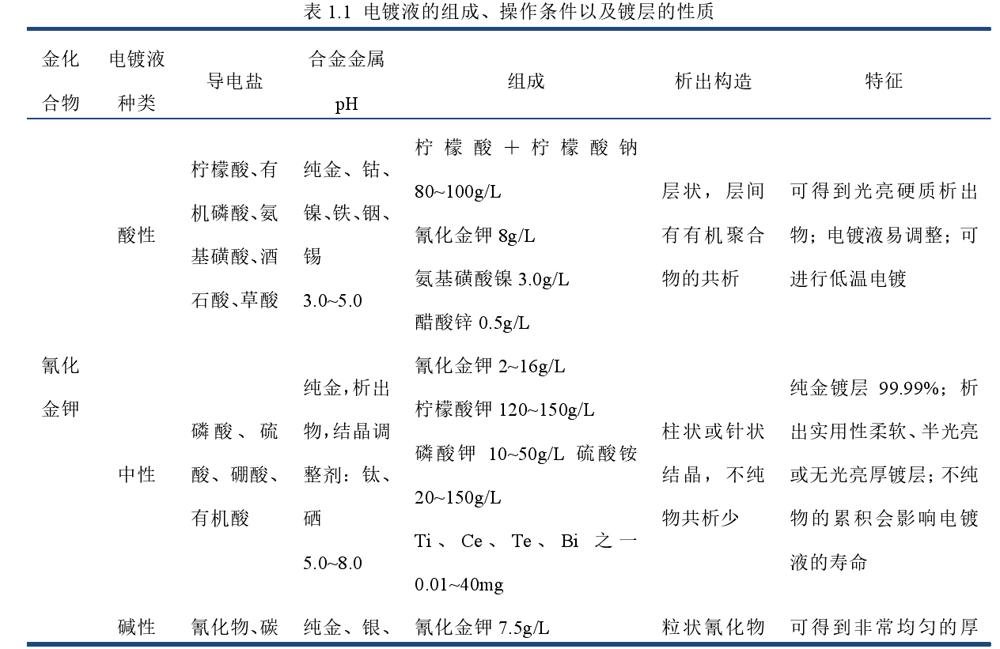 表 1.1 电镀液的组成、操作条件以及镀层的性质
金化
合物
电镀液
种类
导电盐
合金金属
pH
组成
析出构造
特征
氰化
金钾
酸性
柠檬酸、有
机磷酸、氨
基磺酸、酒
石酸、草酸
纯金、钴、
镍、铁、铟、
锡
3.0~5.0
柠檬酸＋柠檬酸钠
80~100g/L
氰化金钾 8g/L
氨基磺酸镍 3.0g/L
醋酸锌 0.5g/L
层状，层间
有有机聚合
物的共析
可得到光亮硬质析出
物；电镀液易调整；可
进行低温电镀
中性
磷酸、硫
酸、硼酸、
有机酸
纯金，析出
物，结晶调
整剂：钛、
硒
5.0~8.0
氰化金钾 2~16g/L
柠檬酸钾 120~150g/L
磷酸钾 10~50g/L 硫酸铵
20~150g/L
Ti、Ce、Te、Bi 之一
0.01~40mg
柱状或针状
结晶，不纯
物共析少
纯金镀层 99.99%；析
出实用性柔软、半光亮
或无光亮厚镀层；不纯
物的累积会影响电镀
液的寿命
碱性
氰化物、碳
纯金、银、
氰化金钾 7.5g/L
粒状氰化物
可得到非常均匀的厚